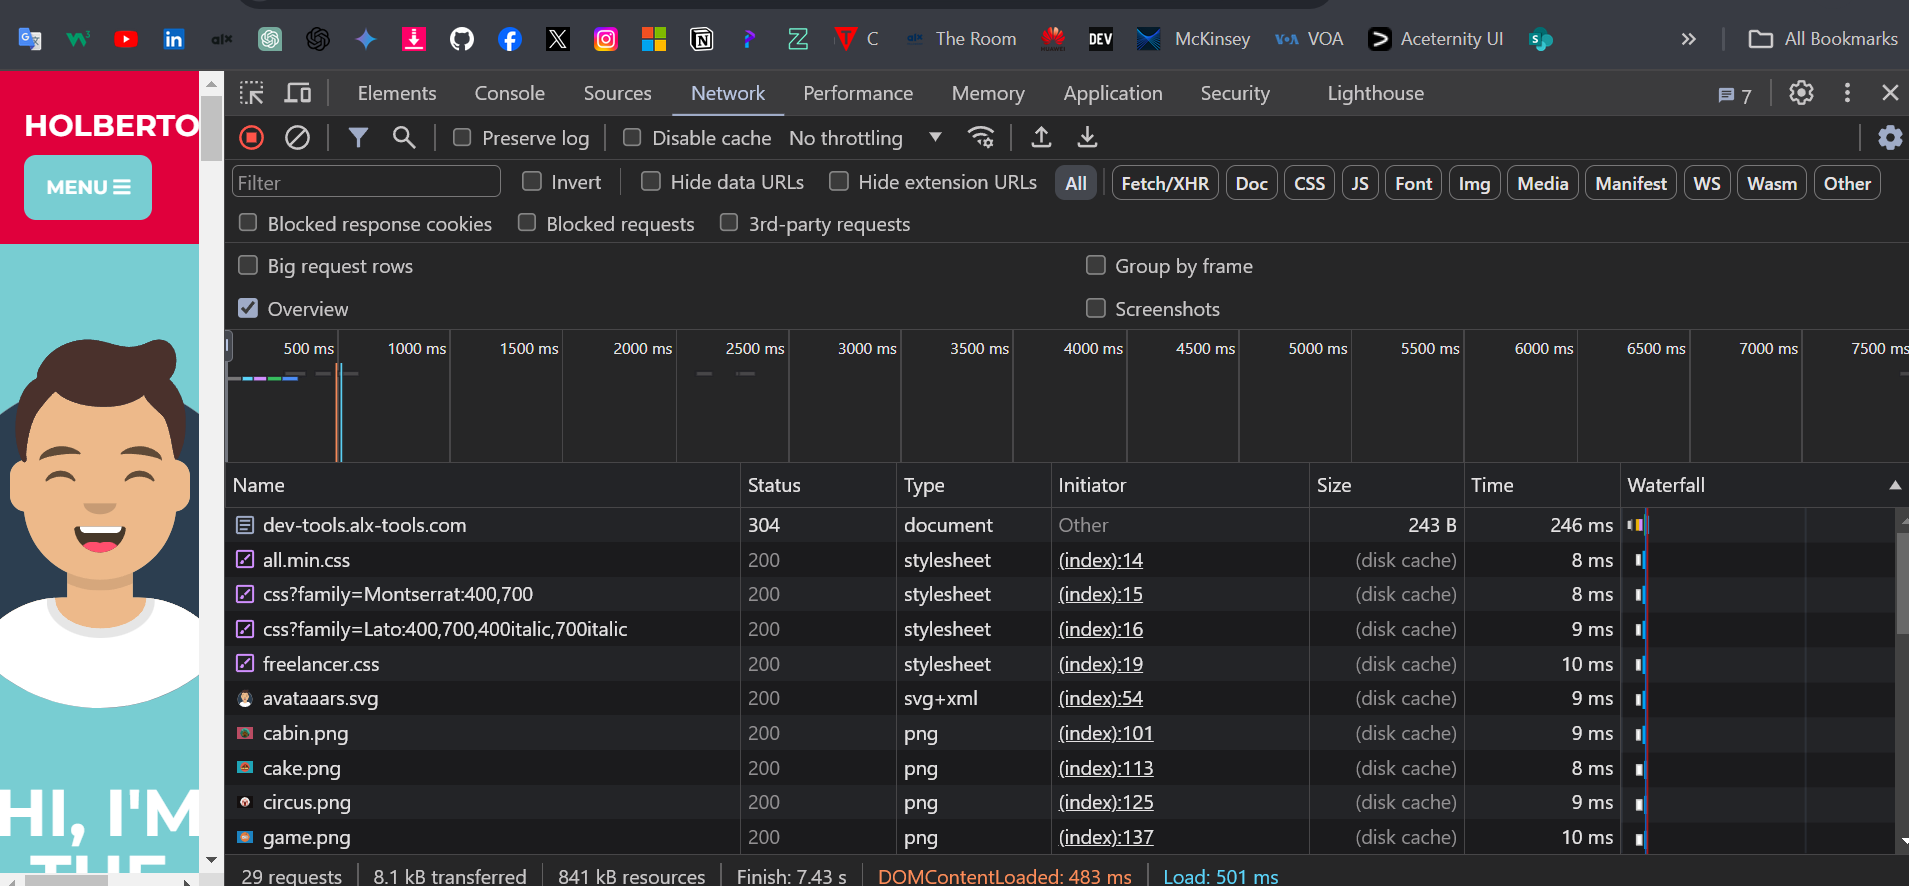 C
The Room
HUAWEI
DEV
McKinsey
VOA
VOA
Aceternity UI
»
All Bookmarks
HOLBERTO
MENU
HI, I'M
THE
Elements
Console
Sources
Network
Performance
Memory
Application
Security
Lighthouse
7
Preserve log
Disable cache
No throttling
Filter
Invert
Hide data URLs
Hide extension URLs
All
Fetch/XHR
Doc
CSS
JS
Font
Img
Media
Manifest
WS
Wasm
Other
Blocked response cookies
Blocked requests
3rd-party requests
Big request rows
Group by frame
Overview
Screenshots
500 ms
1000 ms
1500 ms
2000 ms
2500 ms
3000 ms
3500 ms
4000 ms
4500 ms
5000 ms
5500 ms
6000 ms
6500 ms
7000 ms
7500 ms
Name Status Type Initiator Size Time Waterfall
dev-tools.alx-tools.com 304 document Other 243 B 246 ms
all.min.css 200 stylesheet (index):14 (disk cache) 8 ms
css?family=Montserrat:400,700 200 stylesheet (index):15 (disk cache) 8 ms
css?family=Lato:400,700,400italic,700italic 200 stylesheet (index):16 (disk cache) 9 ms
freelancer.css 200 stylesheet (index):19 (disk cache) 10 ms
avataaars.svg 200 svg+xml (index):54 (disk cache) 9 ms
cabin.png 200 png (index):101 (disk cache) 9 ms
cake.png 200 png (index):113 (disk cache) 8 ms
circus.png 200 png (index):125 (disk cache) 9 ms
game.png 200 png (index):137 (disk cache) 10 ms
29 requests
8.1 kB transferred
841 kB resources
Finish: 7.43 s
DOMContentLoaded: 483 ms
Load: 501 ms